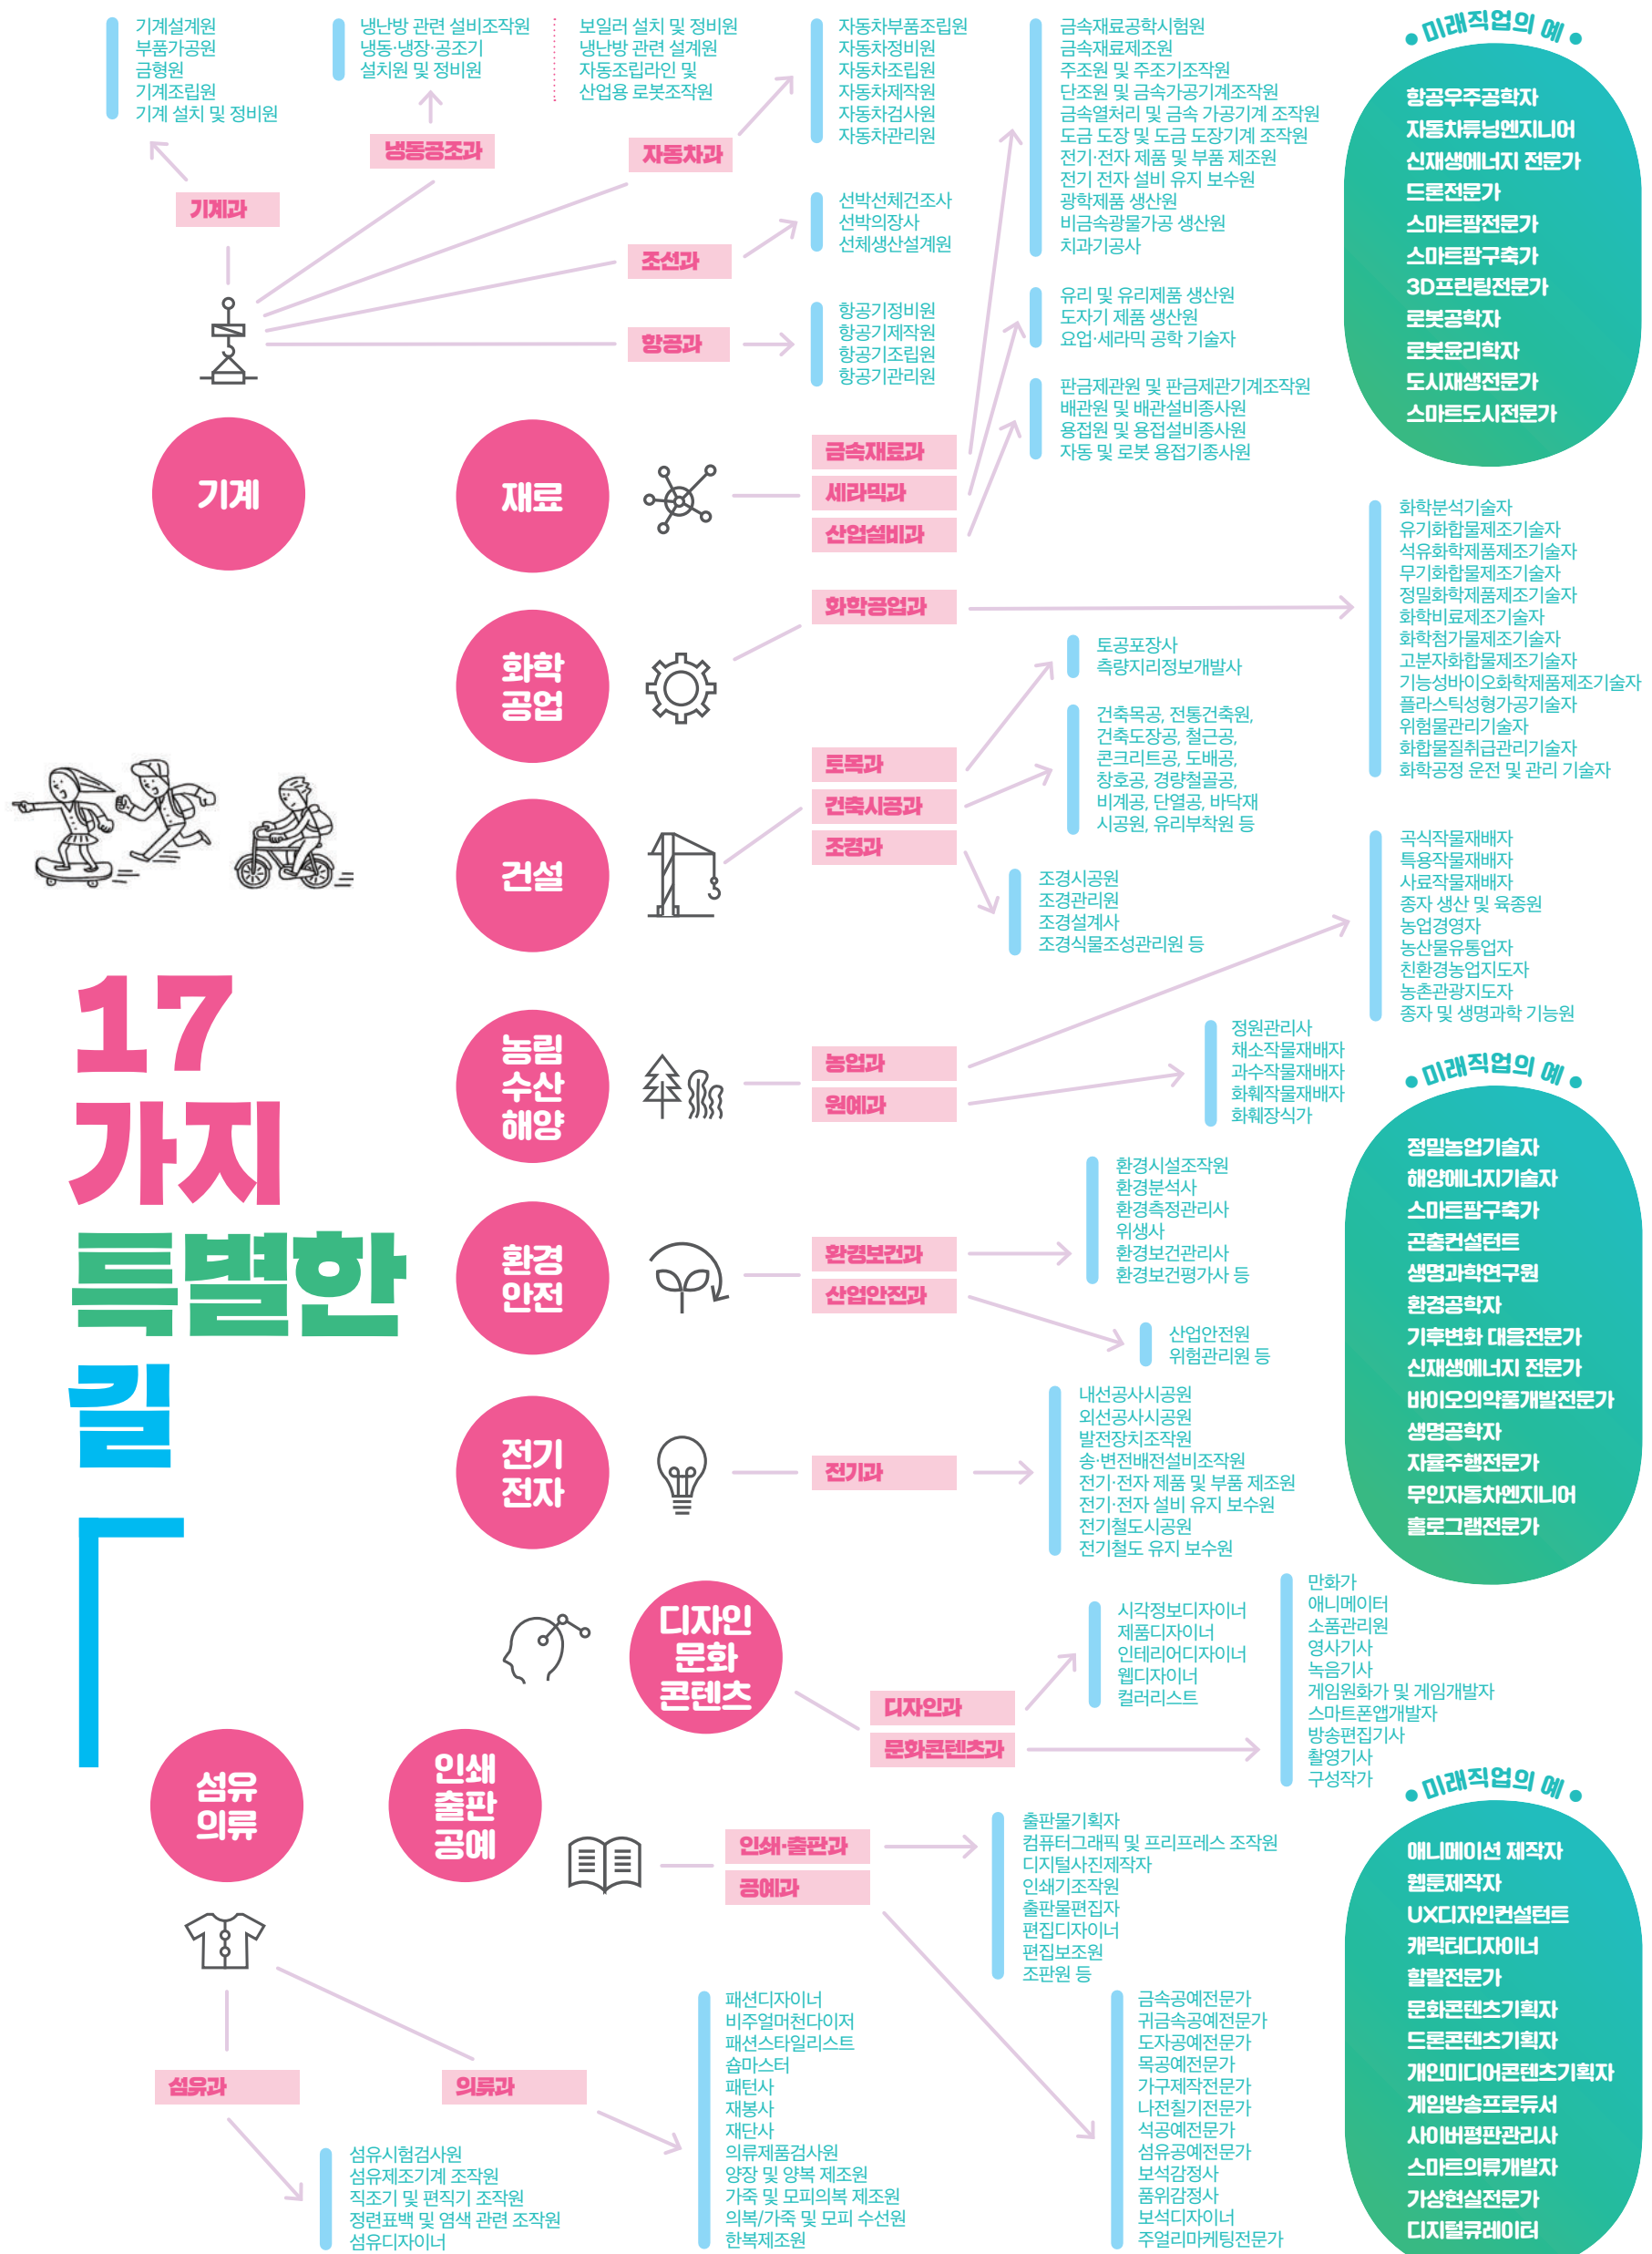 기계설계원
부품가공원
금형원
기계조립원
기계 설치 및 정비원
냉난방 관련 설비조작원
냉동·냉장·공조기
설치원 및 정비원
보일러 설치 및 정비원
냉난방 관련 설계원
자동조립라인 및
산업용 로봇조작원
자동차부품조립원
자동차정비원
자동차조립원
자동차제작원
자동차검사원
자동차관리원
금속재료공학시험원
금속재료제조원
주조원 및 주조기조작원
단조원 및 금속가공기계조작원
금속열처리 및 금속 가공기계 조작원
도금 도장 및 도금 도장기계 조작원
전기·전자 제품 및 부품 제조원
전기 전자 설비 유지 보수원
광학제품 생산원
비금속광물가공 생산원
치과기공사
미래직업의 예
항공우주공학자
자동차튜닝엔지니어
신재생에너지 전문가
드론전문가
스마트팜전문가
스마트팜구축가
3D프린팅전문가
로봇공학자
로봇윤리학자
도시재생전문가
스마트도시전문가
기계과
냉동공조과
자동차과
조선과
선박선체건조사
선박의장사
선체생산설계원
항공과
항공기정비원
항공기제작원
항공기조립원
항공기관리원
유리 및 유리제품 생산원
도자기 제품 생산원
요업·세라믹 공학 기술자
판금제관원 및 판금제관기계조작원
배관원 및 배관설비종사원
용접원 및 용접설비종사원
자동 및 로봇 용접기종사원
기계
재료
금속재료과
세라믹과
산업설비과
화학
공업
화학공업과
화학분석기술자
유기화합물제조기술자
석유화학제품제조기술자
무기화합물제조기술자
정밀화학제품제조기술자
화학비료제조기술자
화학첨가물제조기술자
고분자화합물제조기술자
기능성바이오화학제품제조기술자
플라스틱성형가공기술자
위험물관리기술자
화합물질취급관리기술자
화학공정 운전 및 관리 기술자
건설
토목과
건축시공과
조경과
토공포장사
측량지리정보개발사
건축목공, 전통건축원,
건축도장공, 철근공,
콘크리트공, 도배공,
창호공, 경량철골공,
비계공, 단열공, 바닥재
시공원, 유리부착원 등
조경시공원
조경관리원
조경설계사
조경식물조성관리원 등
17
가지
특별한
길
농림
수산
해양
농업과
원예과
곡식작물재배자
특용작물재배자
사료작물재배자
종자 생산 및 육종원
농업경영자
농산물유통업자
친환경농업지도자
농촌관광지도자
종자 및 생명과학 기능원
정원관리사
채소작물재배자
과수작물재배자
화훼작물재배자
화훼장식가
미래직업의 예
정밀농업기술자
해양에너지기술자
스마트팜구축가
곤충컨설턴트
생명과학연구원
환경공학자
기후변화 대응전문가
신재생에너지 전문가
바이오의약품개발전문가
생명공학자
자율주행전문가
무인자동차엔지니어
홀로그램전문가
환경
안전
환경보건과
산업안전과
환경시설조작원
환경분석사
환경측정관리사
위생사
환경보건관리사
환경보건평가사 등
산업안전원
위험관리원 등
전기
전자
전기과
내선공사시공원
외선공사시공원
발전장치조작원
송·변전배전설비조작원
전기·전자 제품 및 부품 제조원
전기·전자 설비 유지 보수원
전기철도시공원
전기철도 유지 보수원
디자인
문화
콘텐츠
디자인과
문화콘텐츠과
시각정보디자이너
제품디자이너
인테리어디자이너
웹디자이너
컬러리스트
만화가
애니메이터
소품관리원
영사기사
녹음기사
게임원화가 및 게임개발자
스마트폰앱개발자
방송편집기사
촬영기사
구성작가
섬유
의류
인쇄
출판
공예
인쇄·출판과
공예과
출판물기획자
컴퓨터그래픽 및 프리프레스 조작원
디지털사진제작자
인쇄기조작원
출판물편집자
편집디자이너
편집보조원
조판원 등
금속공예전문가
귀금속공예전문가
도자공예전문가
목공예전문가
가구제작전문가
나전칠기전문가
석공예전문가
섬유공예전문가
보석감정사
품위감정사
보석디자이너
주얼리마케팅전문가
미래직업의 예
애니메이션 제작자
웹툰제작자
UX디자인컨설턴트
캐릭터디자이너
할랄전문가
문화콘텐츠기획자
드론콘텐츠기획자
개인미디어콘텐츠기획자
게임방송프로듀서
사이버평판관리사
스마트의류개발자
가상현실전문가
디지털큐레이터
섬유과
의류과
섬유시험검사원
섬유제조기계 조작원
직조기 및 편직기 조작원
정련표백 및 염색 관련 조작원
섬유디자이너
패션디자이너
비주얼머천다이저
패션스타일리스트
숍마스터
패턴사
재봉사
재단사
의류제품검사원
양장 및 양복 제조원
가죽 및 모피의복 제조원
의복/가죽 및 모피 수선원
한복제조원